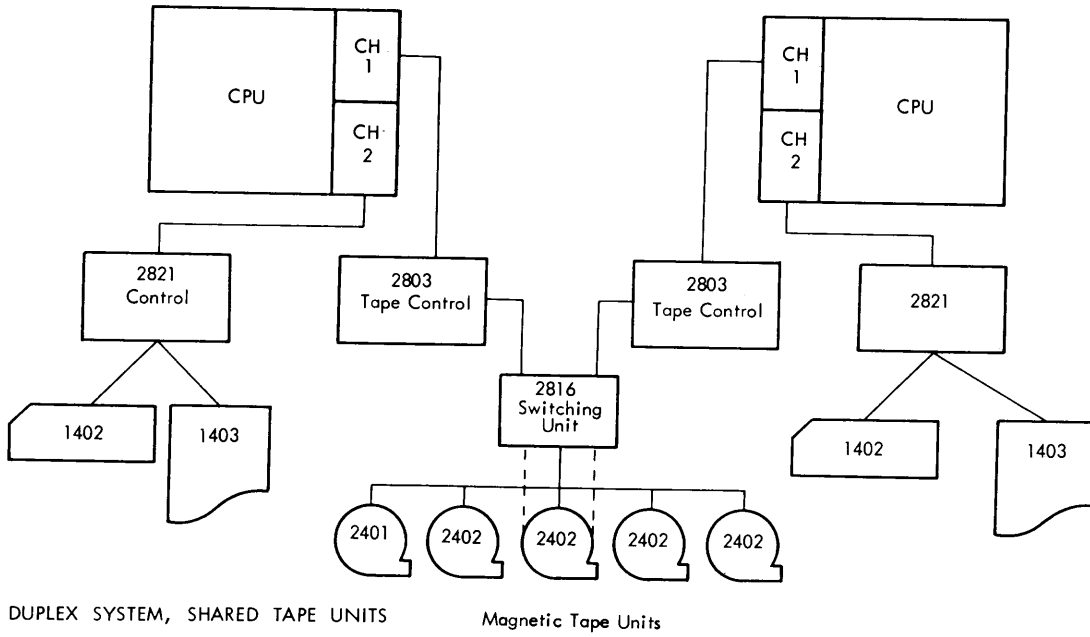 CPU
CH
1
CH
2
CH
1
CH
2
CPU
2821
Control
2803
Tape Control
2803
Tape Control
2821
2816
Switching
Unit
1402
1403
1402
1403
2401
2402
2402
2402
2402
DUPLEX SYSTEM, SHARED TAPE UNITS
Magnetic Tape Units